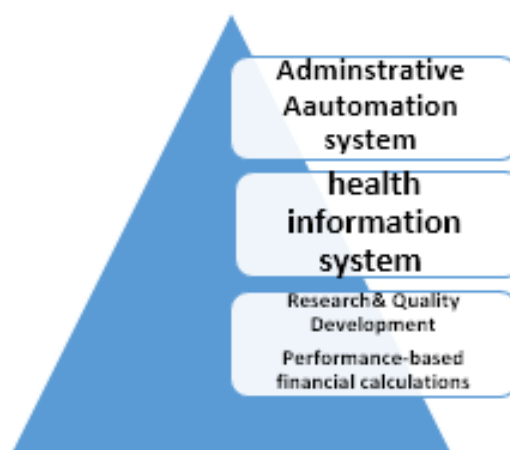 Adminstrative
Aautomation
system
health
information
system
Research& Quality
Development
Performance-based
financial calculations